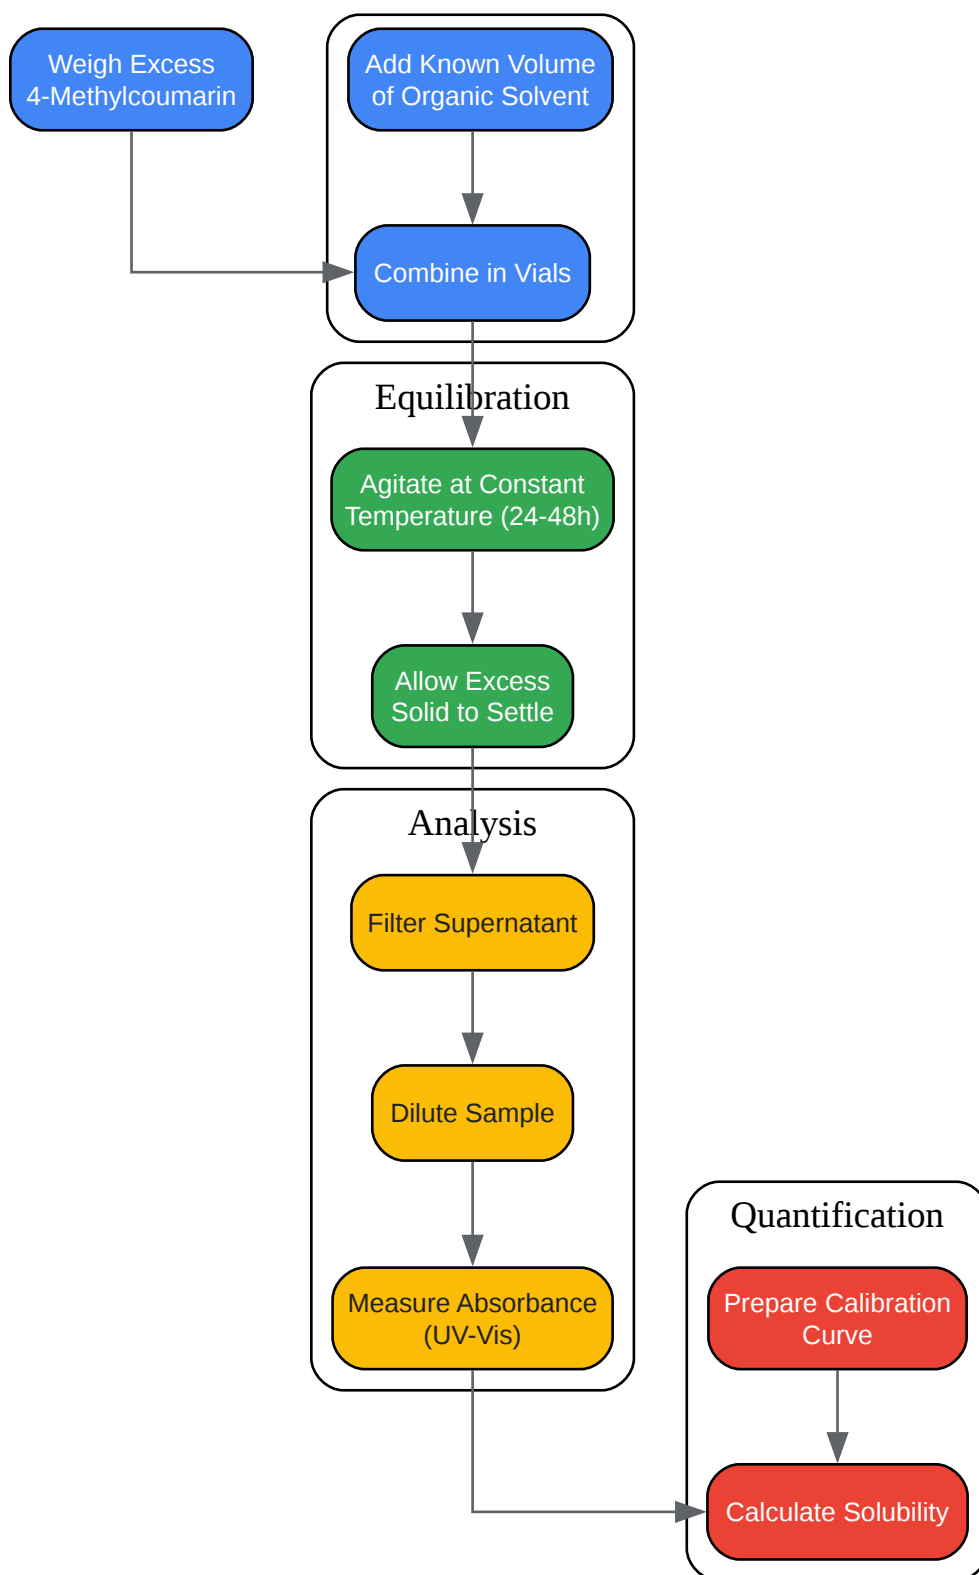 Weigh Excess
4-Methylcoumarin
Add Known Volume
of Organic Solvent
Combine in Vials
Equilibration
Agitate at Constant
Temperature (24-48h)
Allow Excess
Solid to Settle
Analysis
Filter Supernatant
Dilute Sample
Measure Absorbance
(UV-Vis)
Quantification
Prepare Calibration
Curve
Calculate Solubility